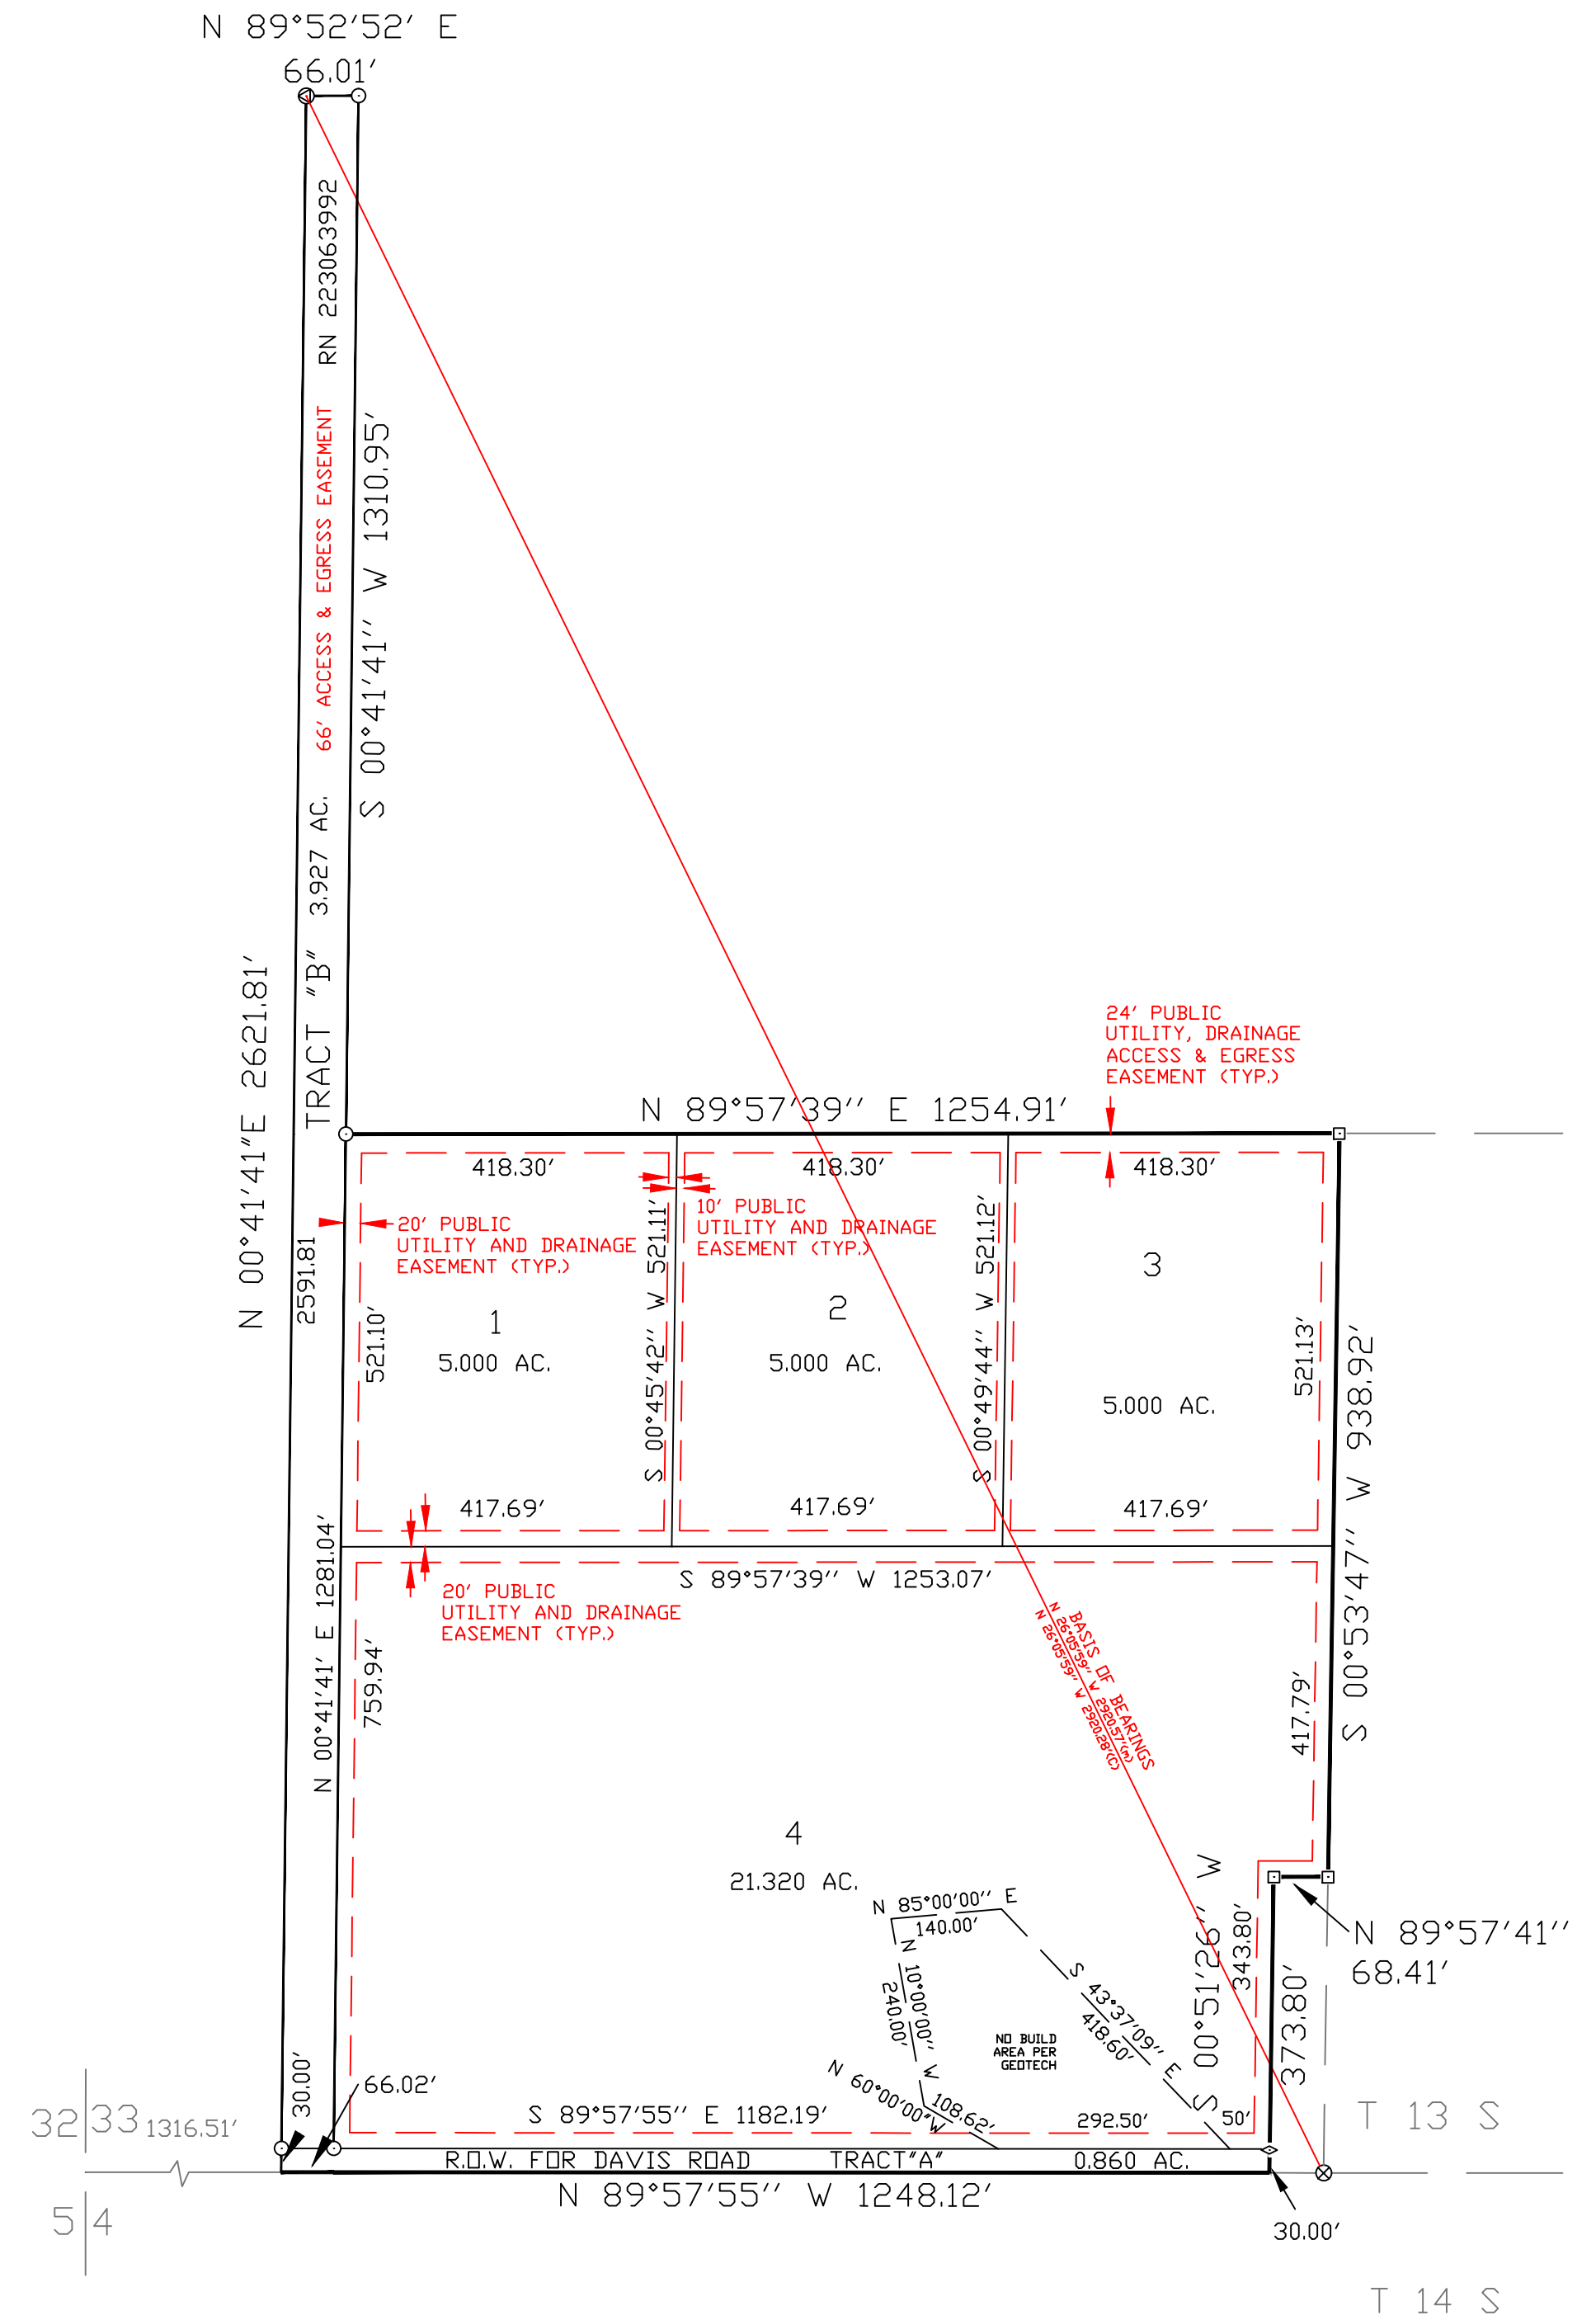 N 89°52'52' E
66.01'
RN 223063992
66' ACCESS & EGRESS EASEMENT
3.927 AC.
TRACT "B"
S 00°41'41'' W 1310.95'
N 00°41'41"E 2621.81'
2591.81
24' PUBLIC
UTILITY, DRAINAGE
ACCESS & EGRESS
EASEMENT (TYP.)
N 89°57'39'' E 1254.91'
418.30'
418.30'
418.30'
20' PUBLIC
UTILITY AND DRAINAGE
EASEMENT (TYP.)
10' PUBLIC
UTILITY AND DRAINAGE
EASEMENT (TYP.)
521.10'
S 00°45'42'' W 521.11'
S 00°49'44'' W 521.12'
521.13'
1
5.000 AC.
2
5.000 AC.
3
5.000 AC.
S 00°53'47'' W 938.92'
417.69'
417.69'
417.69'
N 00°41'41' E 1281.04'
S 89°57'39'' W 1253.07'
20' PUBLIC
UTILITY AND DRAINAGE
EASEMENT (TYP.)
759.94'
BASIS OF BEARINGS
N 26°05'59'' W 2920.57'(m)
N 26°05'59'' W 2920.28'(C)
417.79'
4
21.320 AC.
N 85°00'00'' E
140.00'
N 10°00'00'' W
240.00'
S 43°37'09'' E
418.60'
NO BUILD
AREA PER
GEOTECH
N 60°00'00"W
108.62'
S 00°51'26'' W
343.80'
373.80'
N 89°57'41''
68.41'
30.00'
66.02'
S 89°57'55'' E 1182.19'
292.50'
50'
R.O.W. FOR DAVIS ROAD
TRACT"A"
0.860 AC.
N 89°57'55'' W 1248.12'
30.00'
32 33
1316.51'
5 4
T 13 S
T 14 S